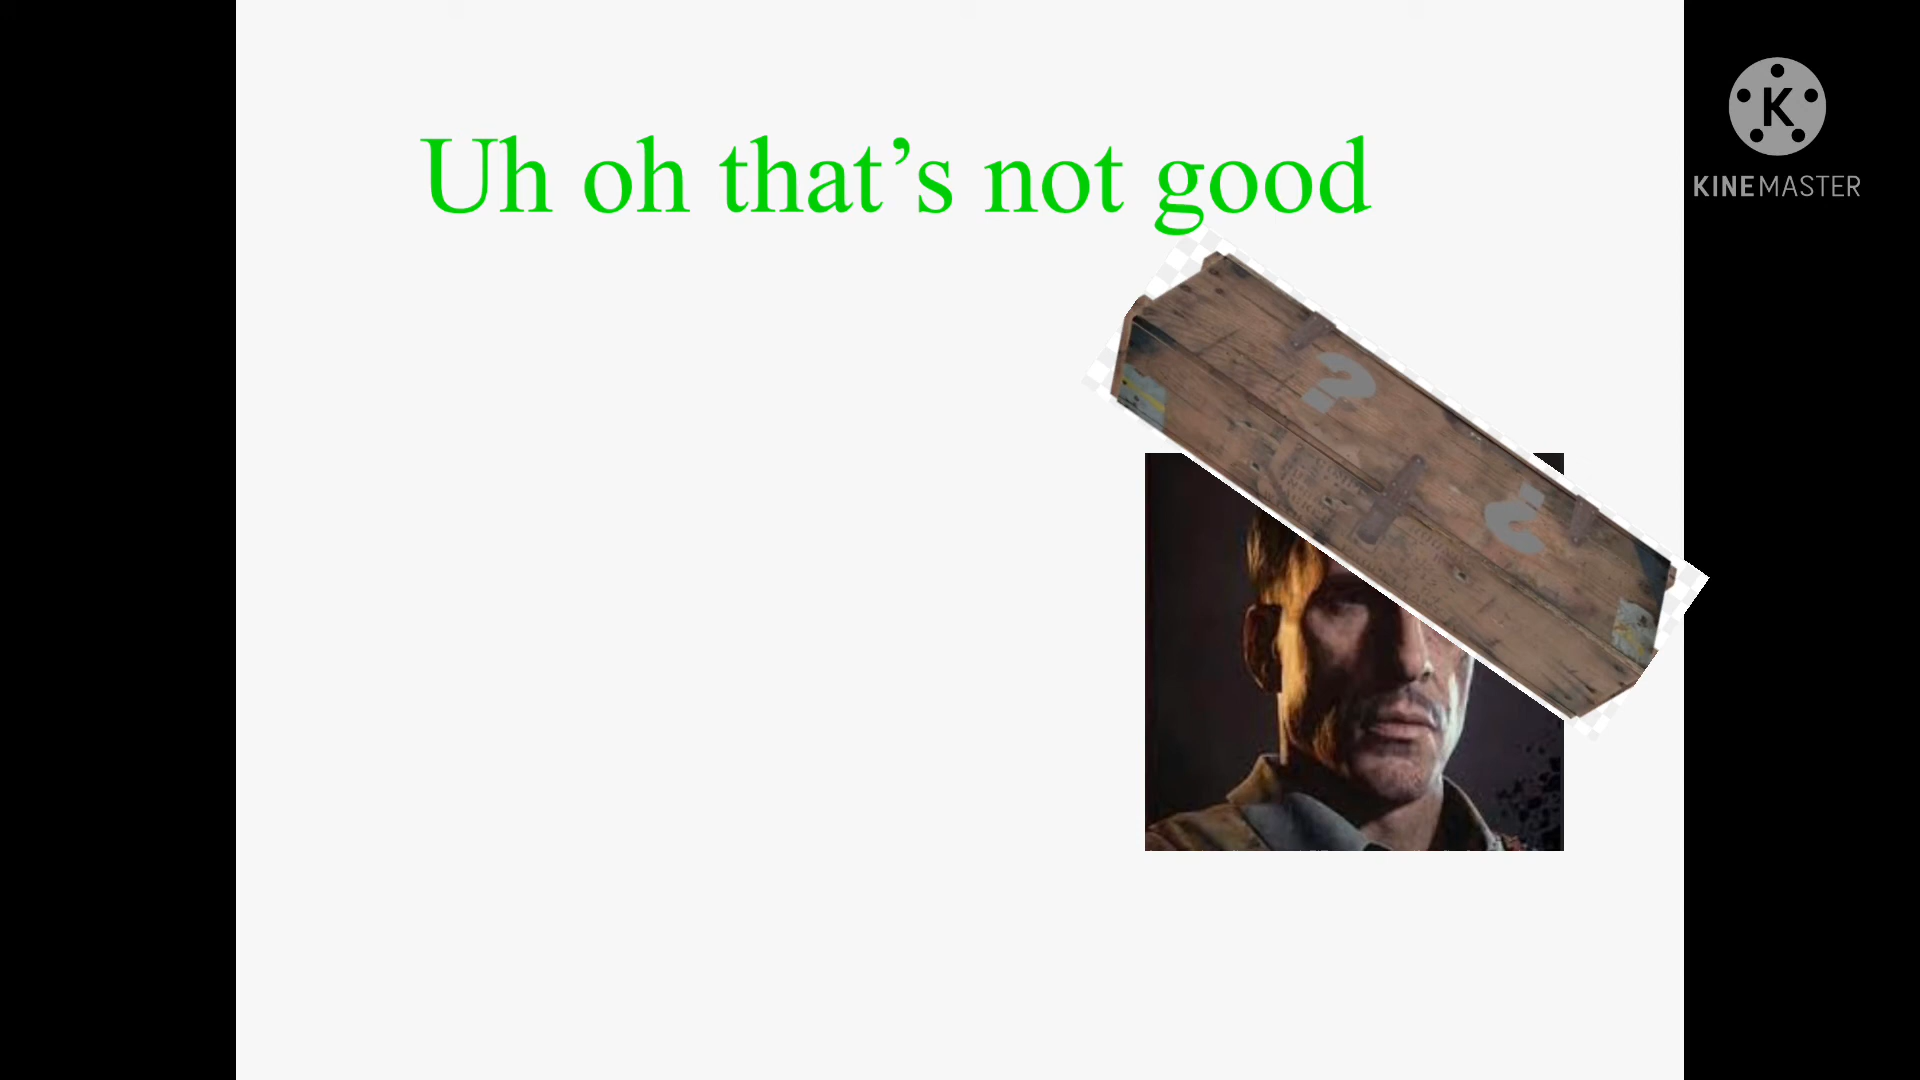 Uh oh that’s not good
K
KINEMASTER
? ?